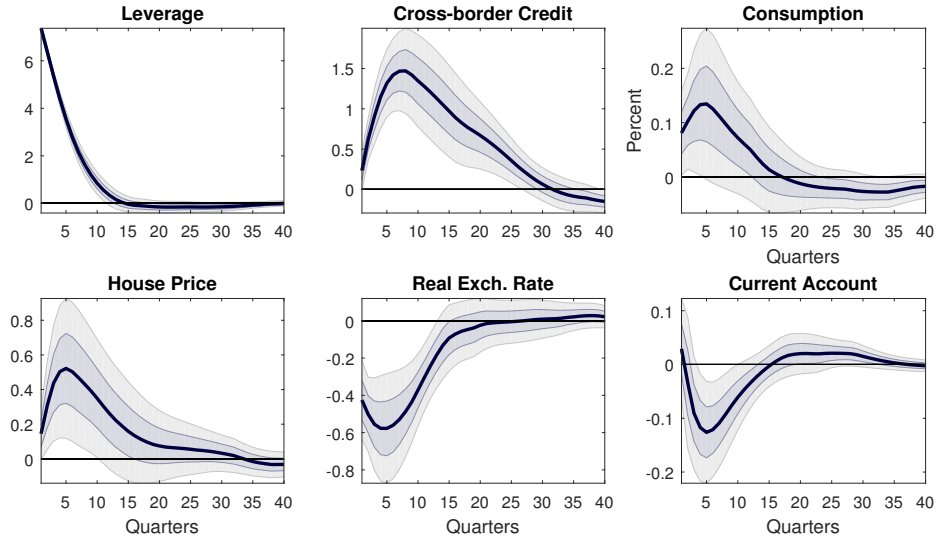 Leverage
6
4
2
0
5 10 15 20 25 30 35 40
Cross-border Credit
1.5
1
0.5
0
5 10 15 20 25 30 35 40
Consumption
Percent
0.2
0.1
0
5 10 15 20 25 30 35 40
Quarters
House Price
0.8
0.6
0.4
0.2
0
5 10 15 20 25 30 35 40
Quarters
Real Exch. Rate
0
-0.2
-0.4
-0.6
-0.8
5 10 15 20 25 30 35 40
Quarters
Current Account
0.1
0
-0.1
-0.2
5 10 15 20 25 30 35 40
Quarters